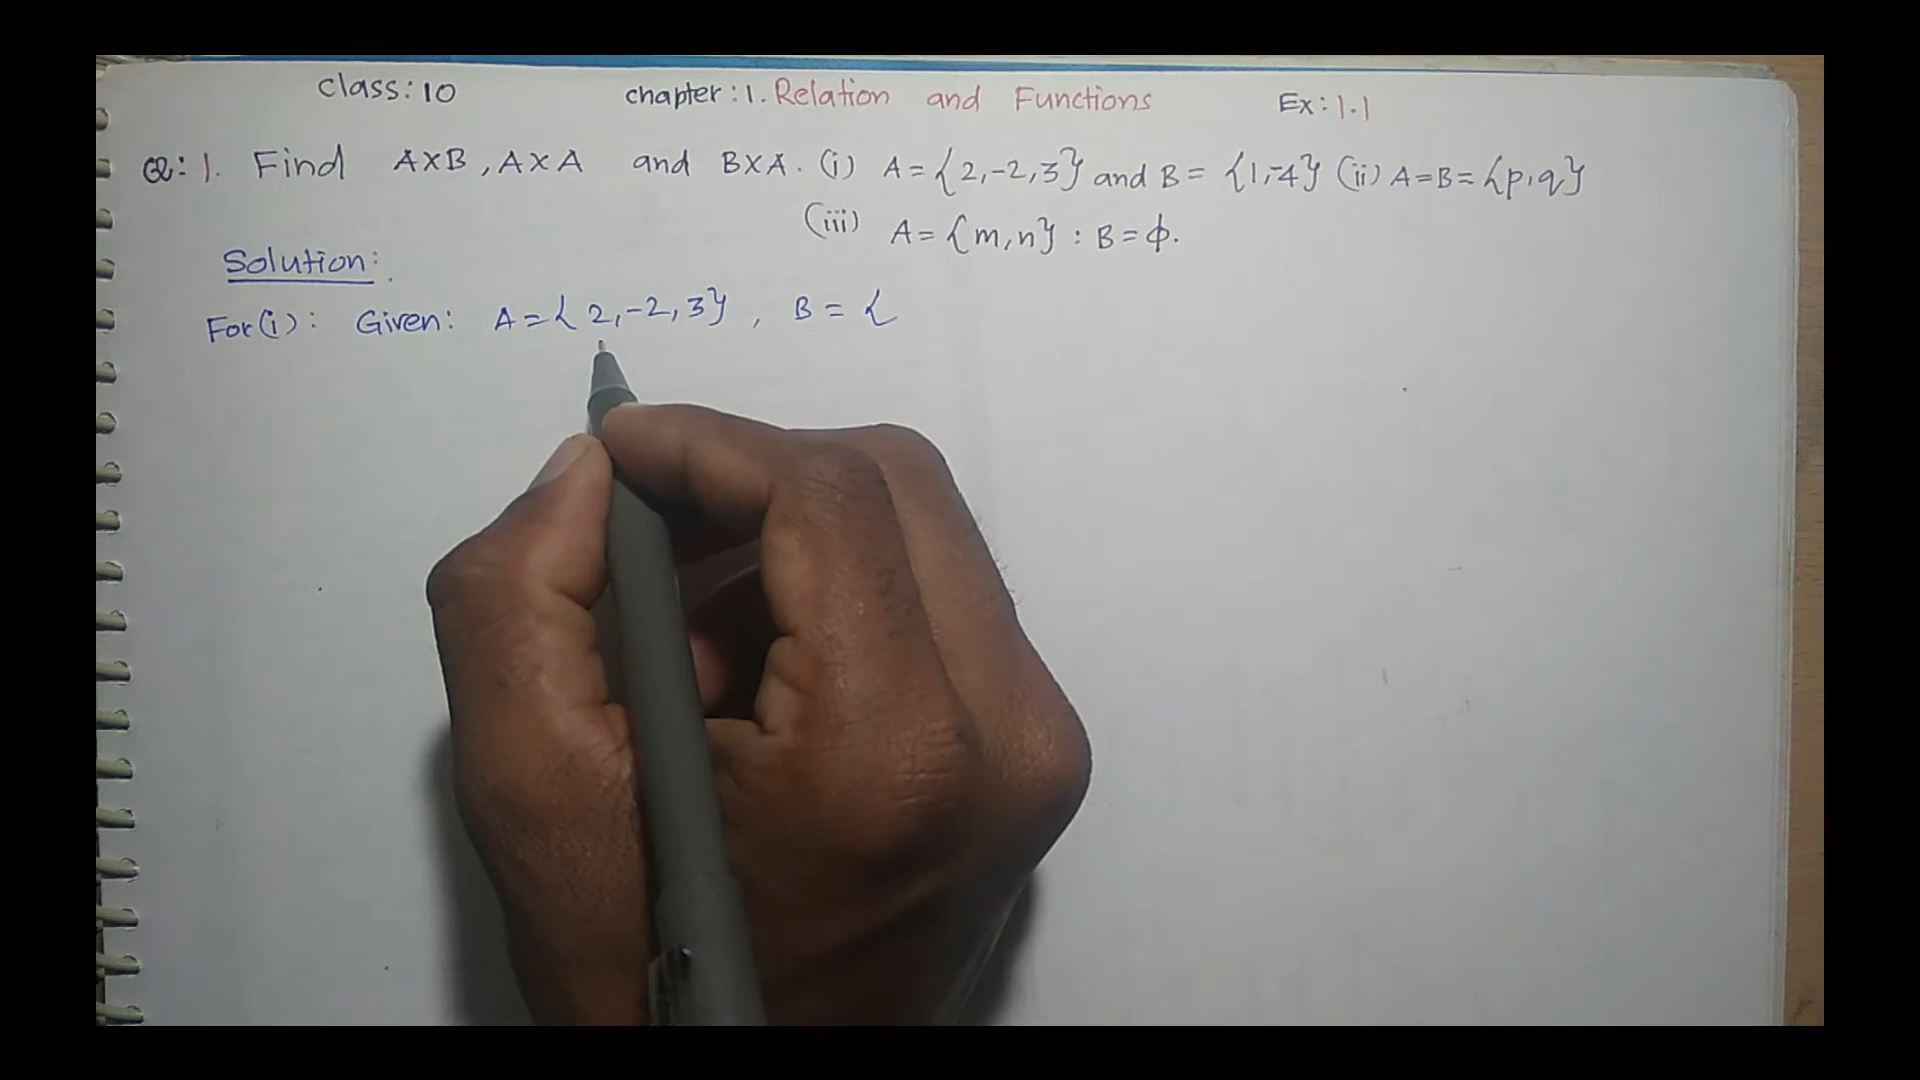 class: 10 chapter: 1. Relation and Functions Ex: 1.1
Q: 1. Find A×B, A×A and B×A. (i) A = {2,-2,3} and B = {1,-4} (ii) A=B= {p,q}
(iii) A = {m,n} : B = ϕ.
Solution:
For (i): Given: A = { 2,-2,3} , B = {